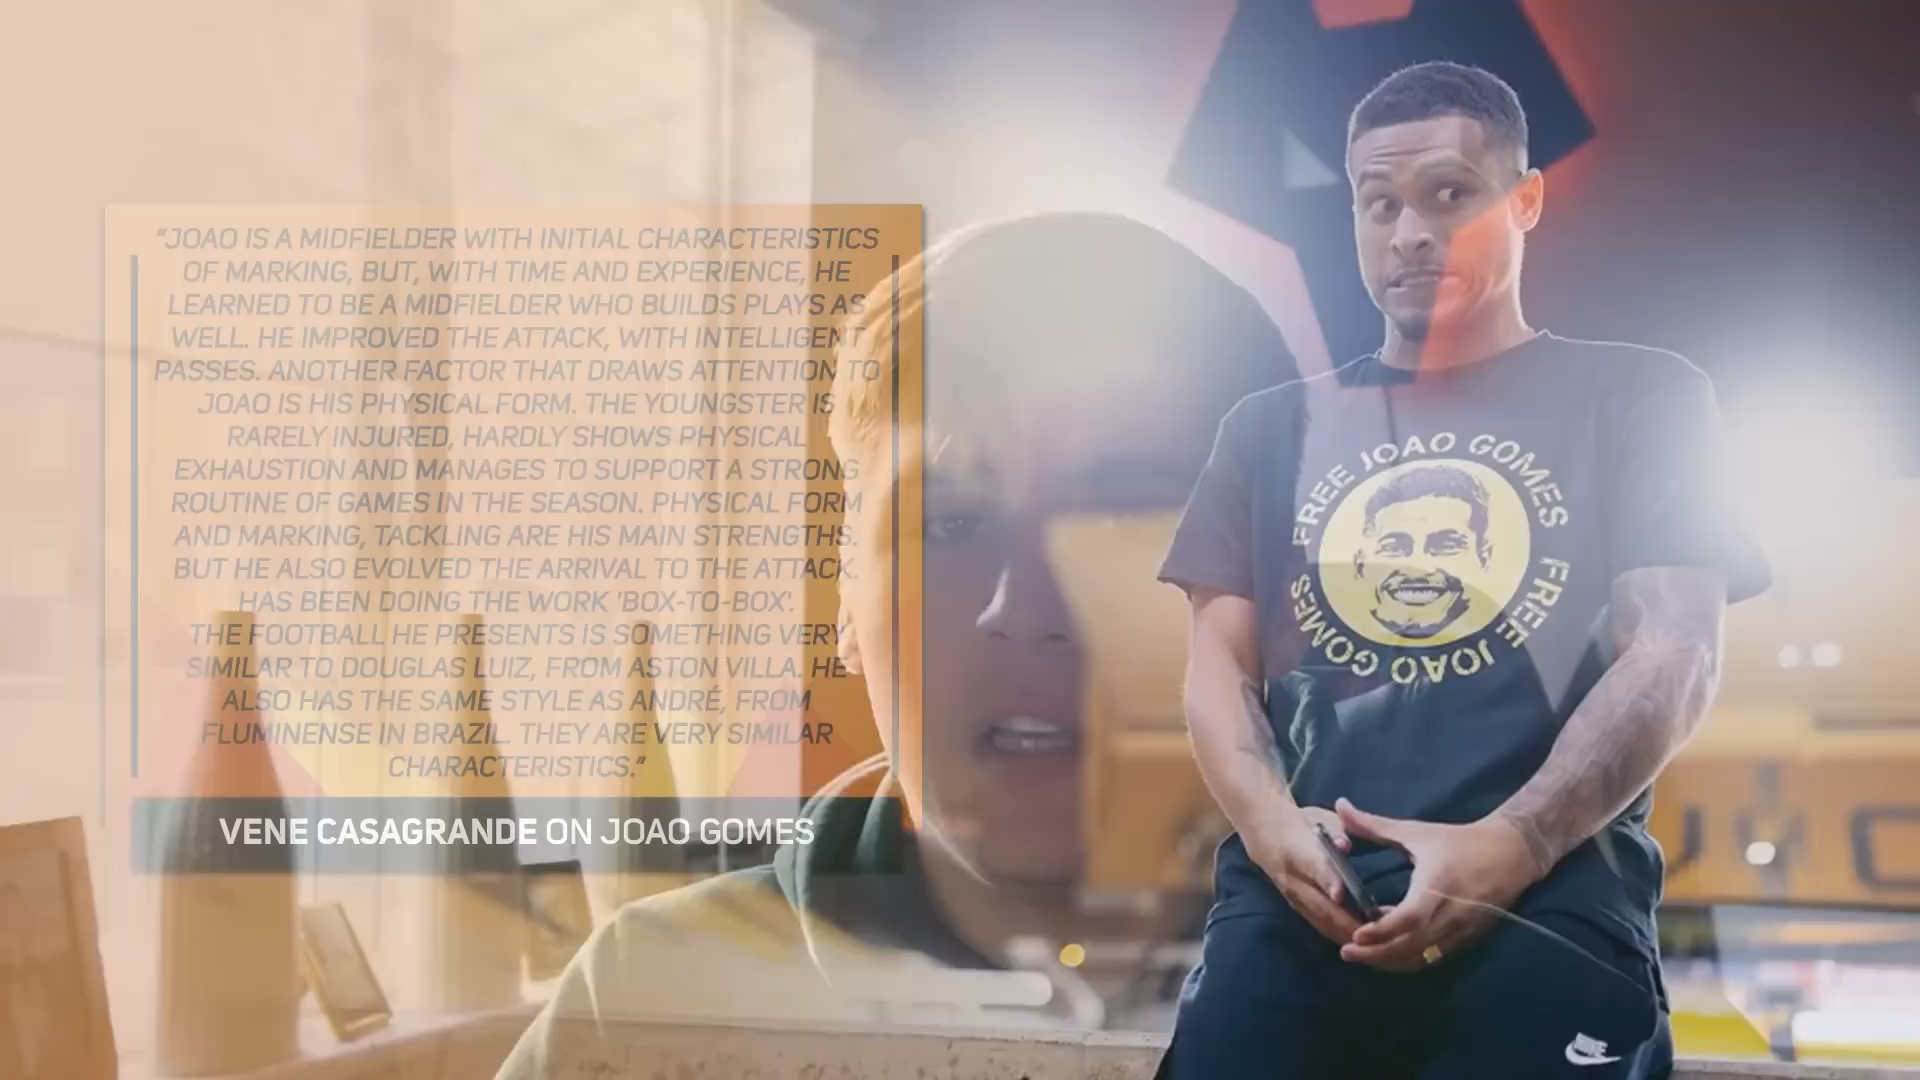 “JOAO IS A MIDFIELDER WITH INITIAL CHARACTERISTICS
OF MARKING, BUT, WITH TIME AND EXPERIENCE, HE
LEARNED TO BE A MIDFIELDER WHO BUILDS PLAYS AS
WELL. HE IMPROVED THE ATTACK, WITH INTELLIGENT
PASSES. ANOTHER FACTOR THAT DRAWS ATTENTION TO
JOAO IS HIS PHYSICAL FORM. THE YOUNGSTER IS
RARELY INJURED, HARDLY SHOWS PHYSICAL
EXHAUSTION AND MANAGES TO SUPPORT A STRONG
ROUTINE OF GAMES IN THE SEASON. PHYSICAL FORM
AND MARKING, TACKLING ARE HIS MAIN STRENGTHS.
BUT HE ALSO EVOLVED THE ARRIVAL TO THE ATTACK.
HAS BEEN DOING THE WORK 'BOX-TO-BOX'.
THE FOOTBALL HE PRESENTS IS SOMETHING VERY
SIMILAR TO DOUGLAS LUIZ, FROM ASTON VILLA. HE
ALSO HAS THE SAME STYLE AS ANDRÉ, FROM
FLUMINENSE IN BRAZIL. THEY ARE VERY SIMILAR
CHARACTERISTICS.”
VENE CASAGRANDE ON JOAO GOMES
FREE JOAO GOMES
FREE JOAO GOMES
NIKE